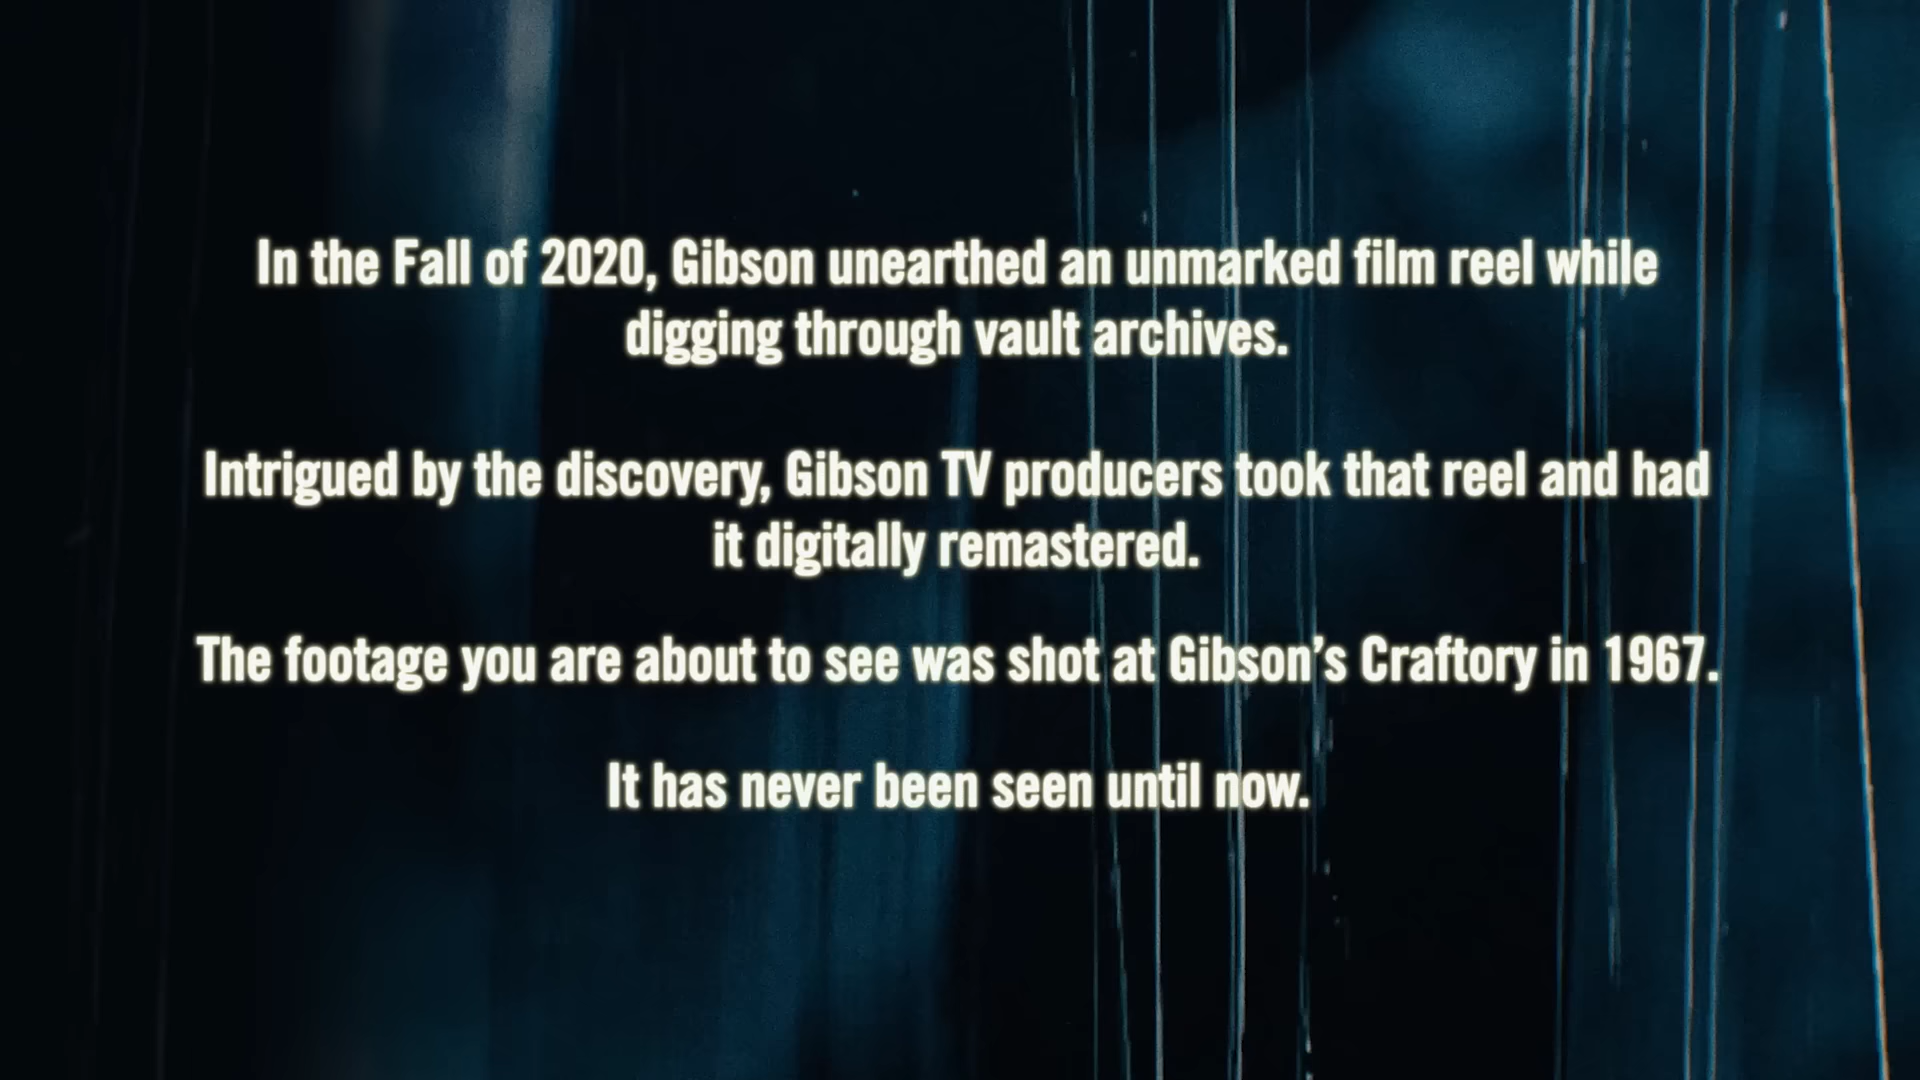 In the Fall of 2020, Gibson unearthed an unmarked film reel while
digging through vault archives.
Intrigued by the discovery, Gibson TV producers took that reel and had
it digitally remastered.
The footage you are about to see was shot at Gibson’s Craftory in 1967.
It has never been seen until now.